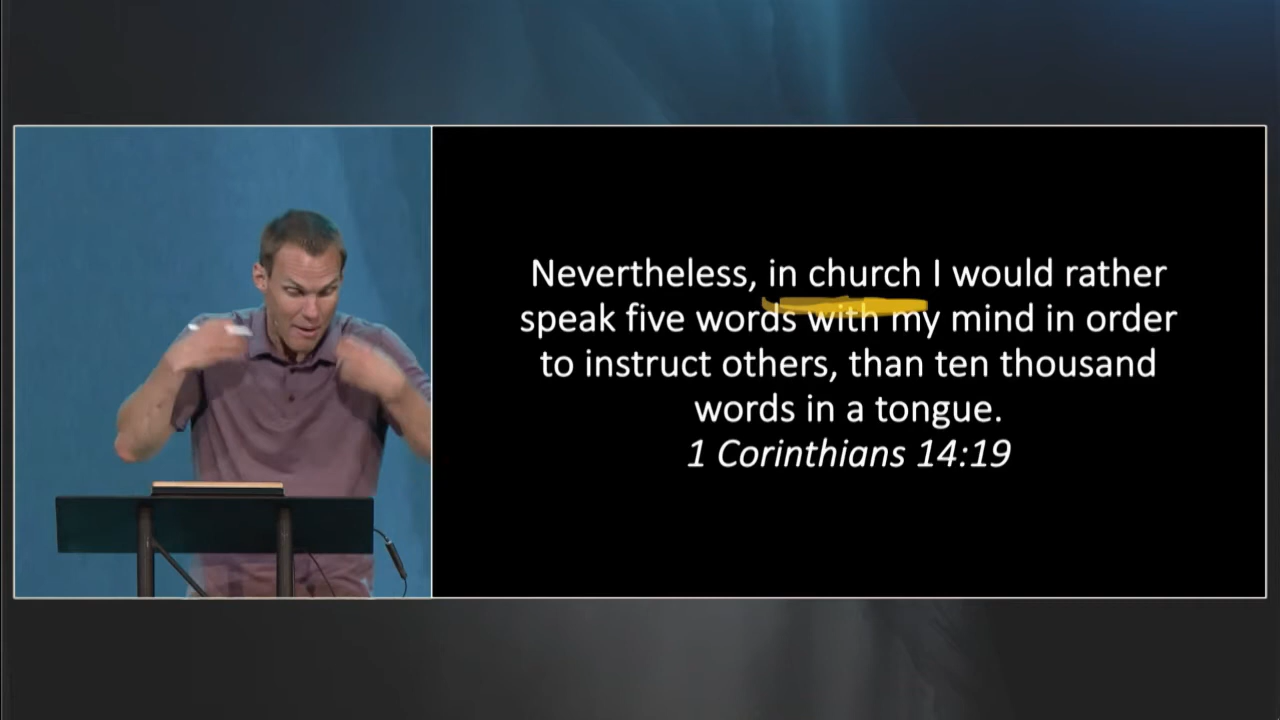 Nevertheless, in church I would rather
speak five words with my mind in order
to instruct others, than ten thousand
words in a tongue.
1 Corinthians 14:19